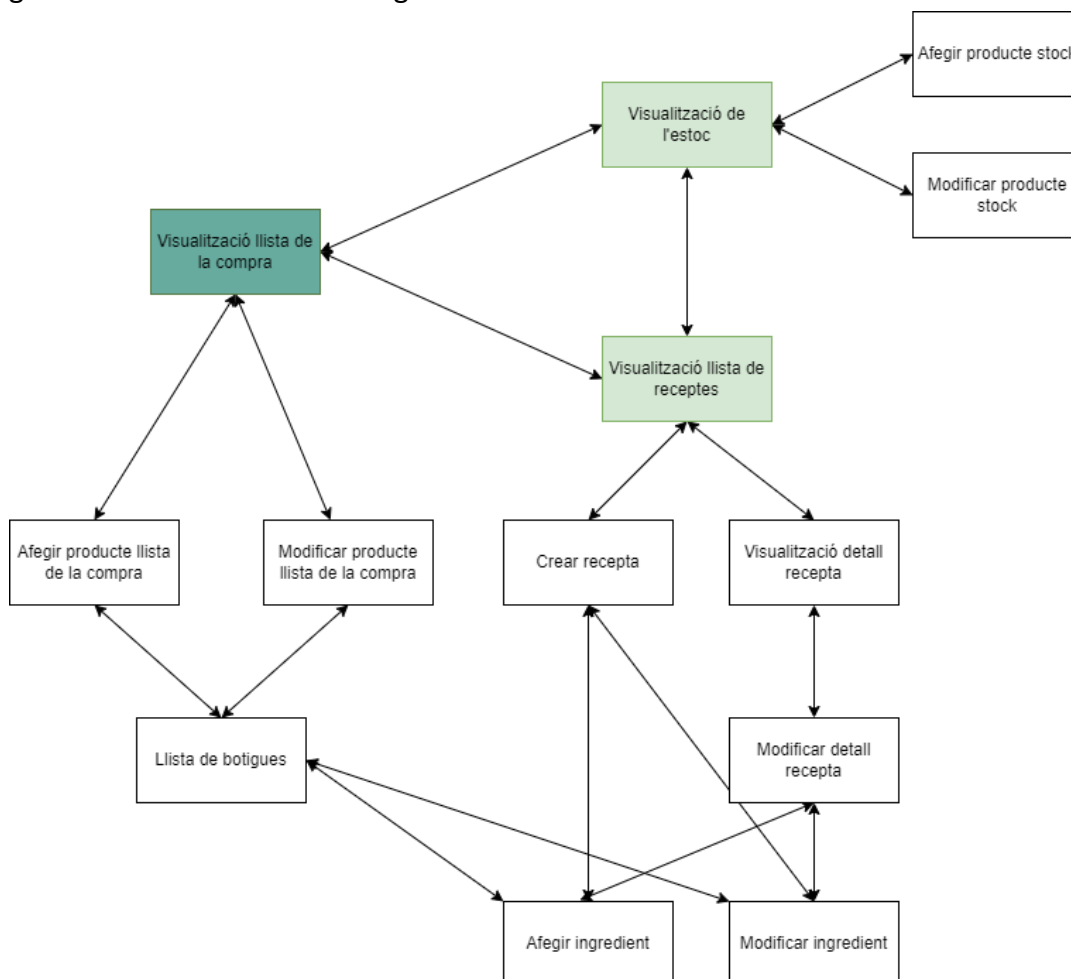 Afegir producte stock
Visualització de
l'estoc
Modificar producte
stock
Visualització llista de
la compra
Visualització llista de
receptes
Afegir producte llista
de la compra
Modificar producte
llista de la compra
Crear recepta
Visualització detall
recepta
Llista de botigues
Modificar detall
recepta
Afegir ingredient
Modificar ingredient